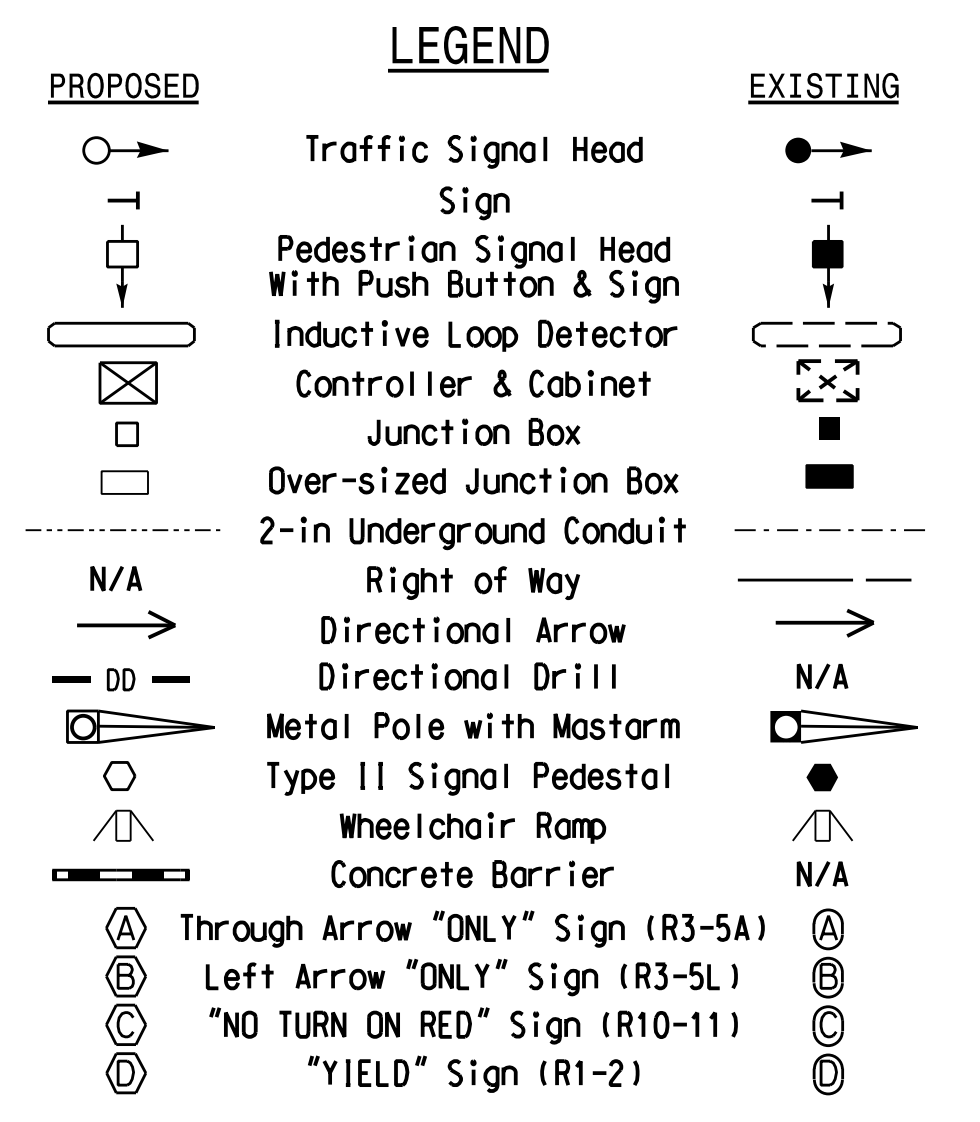 LEGEND
PROPOSED EXISTING
Traffic Signal Head
Sign
Pedestrian Signal Head
With Push Button & Sign
Inductive Loop Detector
Controller & Cabinet
Junction Box
Over-sized Junction Box
2-in Underground Conduit
N/A Right of Way
Directional Arrow
DD Directional Drill N/A
Metal Pole with Mastarm
Type II Signal Pedestal
Wheelchair Ramp
Concrete Barrier N/A
A Through Arrow "ONLY" Sign (R3-5A) A
B Left Arrow "ONLY" Sign (R3-5L) B
C "NO TURN ON RED" Sign (R10-11) C
D "YIELD" Sign (R1-2) D